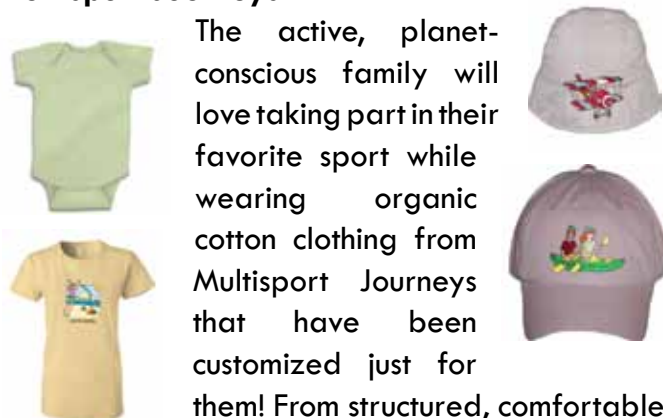 The active, planet-
conscious family will
love taking part in their
favorite sport while
wearing organic
cotton clothing from
Multisport Journeys
that have been
customized just for
them! From structured, comfortable